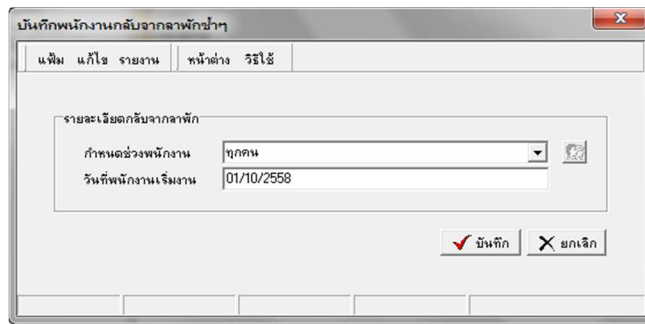 บันทึกพนักงานกลับจากลาพักซ้ำๆ
แฟ้ม แก้ไข รายงาน หน้าต่าง วิธีใช้
รายละเอียดกลับจากลาพัก
กำหนดช่วงพนักงาน ทุกคน
วันที่พนักงานเริ่มงาน 01/10/2558
บันทึก ยกเลิก